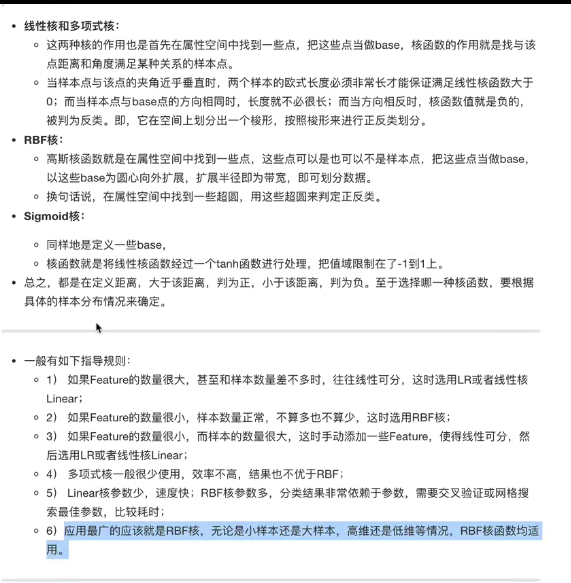 • 线性核和多项式核：
○ 这两种核的作用也是首先在属性空间中找到一些点，把这些点当做base，核函数的作用就是找与该
点距离和角度满足某种关系的样本点。
○ 当样本点与该点的夹角近乎垂直时，两个样本的欧式长度必须非常长才能保证满足线性核函数大于
0；而当样本点与base点的方向相同时，长度就不必很长；而当方向相反时，核函数值就是负的，
被判为反类。即，它在空间上划分出一个梭形，按照梭形来进行正反类划分。
• RBF核：
○ 高斯核函数就是在属性空间中找到一些点，这些点可以是也可以不是样本点，把这些点当做base，
以这些base为圆心向外扩展，扩展半径即为带宽，即可划分数据。
○ 换句话说，在属性空间中找到一些超圆，用这些超圆来判定正反类。
• Sigmoid核：
○ 同样地是定义一些base，
○ 核函数就是将线性核函数经过一个tanh函数进行处理，把值域限制在了-1到1上。
• 总之，都是在定义距离，大于该距离，判为正，小于该距离，判为负。至于选择哪一种核函数，要根据
具体的样本分布情况来确定。
• 一般有如下指导规则：
○ 1） 如果Feature的数量很大，甚至和样本数量差不多时，往往线性可分，这时选用LR或者线性核
Linear；
○ 2） 如果Feature的数量很小，样本数量正常，不算多也不算少，这时选用RBF核；
○ 3） 如果Feature的数量很小，而样本的数量很大，这时手动添加一些Feature，使得线性可分，然
后选用LR或者线性核Linear；
○ 4） 多项式核一般很少使用，效率不高，结果也不优于RBF；
○ 5） Linear核参数少，速度快；RBF核参数多，分类结果非常依赖于参数，需要交叉验证或网格搜
索最佳参数，比较耗时；
○ 6）应用最广的应该就是RBF核，无论是小样本还是大样本，高维还是低维等情况，RBF核函数均适
用。